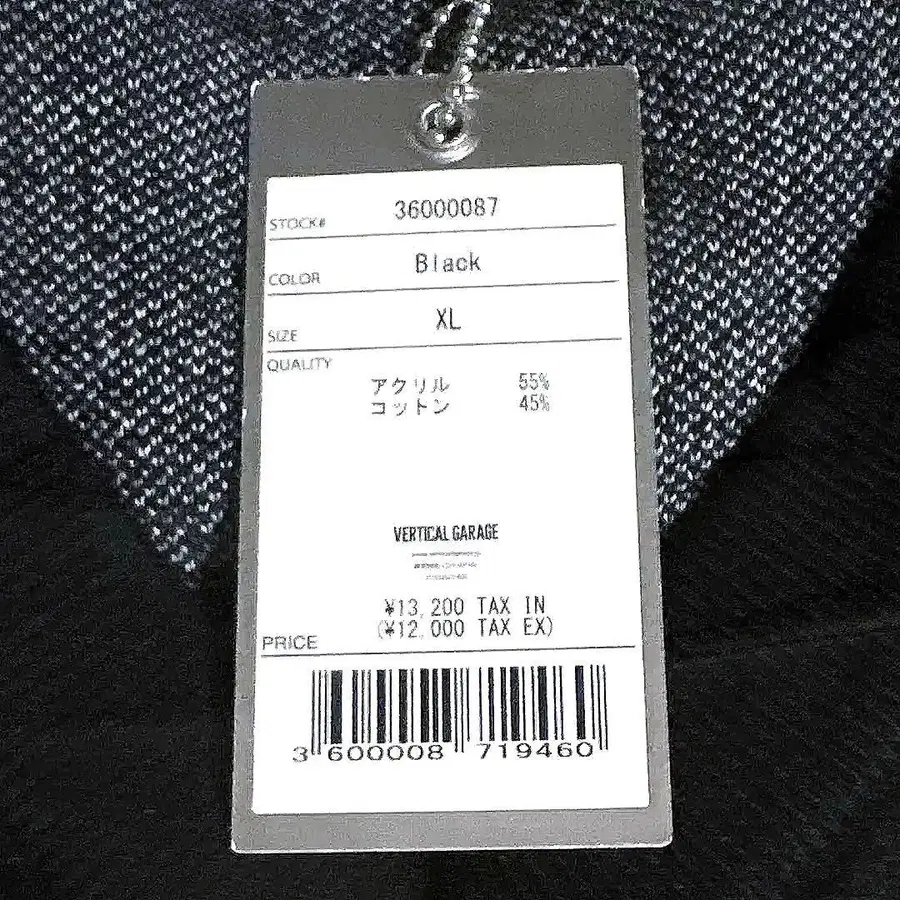 STOCK# 36000087
COLOR Black
SIZE XL
QUALITY
アクリル 55%
コットン 45%
VERTICAL GARAGE
¥13,200 TAX IN
(¥12,000 TAX EX)
PRICE
3 600008 719460